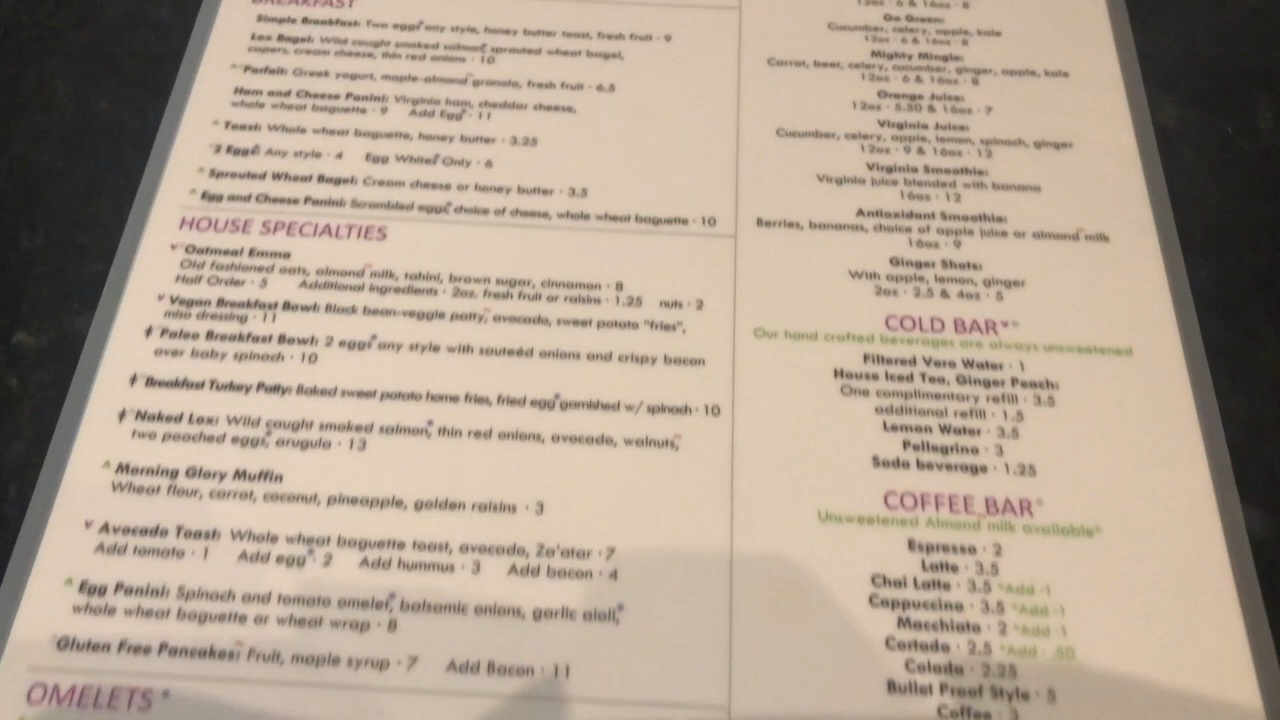 BREAKFAST
Simple Breakfast: Two eggs* any style, honey butter toast, fresh fruit · 9
Lox Bagel: Wild caught smoked salmon,* sprouted wheat bagel,
capers, cream cheese, thin red onions · 10
^ Parfait: Greek yogurt, maple-almond granola, fresh fruit · 6.5
Ham and Cheese Panini: Virginia ham, cheddar cheese,
whole wheat baguette · 9 Add Egg* · 11
^ Toast: Whole wheat baguette, honey butter · 3.25
2 Eggs: Any style · 4 Egg Whites* Only · 6
^ Sprouted Wheat Bagel: Cream cheese or honey butter · 3.5
^ Egg and Cheese Panini: Scrambled eggs,* choice of cheese, whole wheat baguette · 10
HOUSE SPECIALTIES
v Oatmeal Emma
Old fashioned oats, almond milk, tahini, brown sugar, cinnamon · 8
Half Order · 5 Additional ingredients · 2oz. fresh fruit or raisins · 1.25 nuts · 2
v Vegan Breakfast Bowl: Black bean-veggie patty, avocado, sweet potato "fries",
miso dressing · 11
‡ Paleo Breakfast Bowl: 2 eggs* any style with sauteéd onions and crispy bacon
over baby spinach · 10
‡ Breakfast Turkey Patty: Baked sweet potato home fries, fried egg* garnished w/ spinach · 10
‡ Naked Lox: Wild caught smoked salmon,* thin red onions, avocado, walnuts,
two poached eggs,* arugula · 13
^ Morning Glory Muffin
Wheat flour, carrot, coconut, pineapple, golden raisins · 3
v Avocado Toast: Whole wheat baguette toast, avocado, Za'atar · 7
Add tomato · 1 Add egg* · 2 Add hummus · 3 Add bacon · 4
^ Egg Panini: Spinach and tomato omelet,* balsamic onions, garlic aioli,*
whole wheat baguette or wheat wrap · 8
Gluten Free Pancakes: Fruit, maple syrup · 7 Add Bacon · 11
OMELETS *
12oz · 6 & 16oz · 8
Go Green:
Cucumber, celery, apple, kale
12oz · 6 & 16oz · 8
Mighty Mingle:
Carrot, beet, celery, cucumber, ginger, apple, kale
12oz · 6 & 16oz · 8
Orange Juice:
12oz · 5.50 & 16oz · 7
Virginia Juice:
Cucumber, celery, apple, lemon, spinach, ginger
12oz · 9 & 16oz · 12
Virginia Smoothie:
Virginia juice blended with banana
16oz · 12
Antioxidant Smoothie:
Berries, bananas, choice of apple juice or almond milk
16oz · 9
Ginger Shots:
With apple, lemon, ginger
2oz · 2.5 & 4oz · 5
COLD BAR
Our hand crafted beverages are always unsweetened
Filtered Vero Water · 1
House Iced Tea, Ginger Peach:
One complimentary refill · 3.5
additional refill · 1.5
Lemon Water · 3.5
Pellegrino · 3
Soda beverage · 1.25
COFFEE BAR
Unsweetened Almond milk available*
Espresso · 2
Latte · 3.5
Chai Latte · 3.5 *Add ·1
Cappuccino · 3.5 *Add ·1
Macchiato · 2 *Add ·1
Cortado · 2.5 *Add · .50
Colada · 2.25
Bullet Proof Style · 5
Coffee · 3